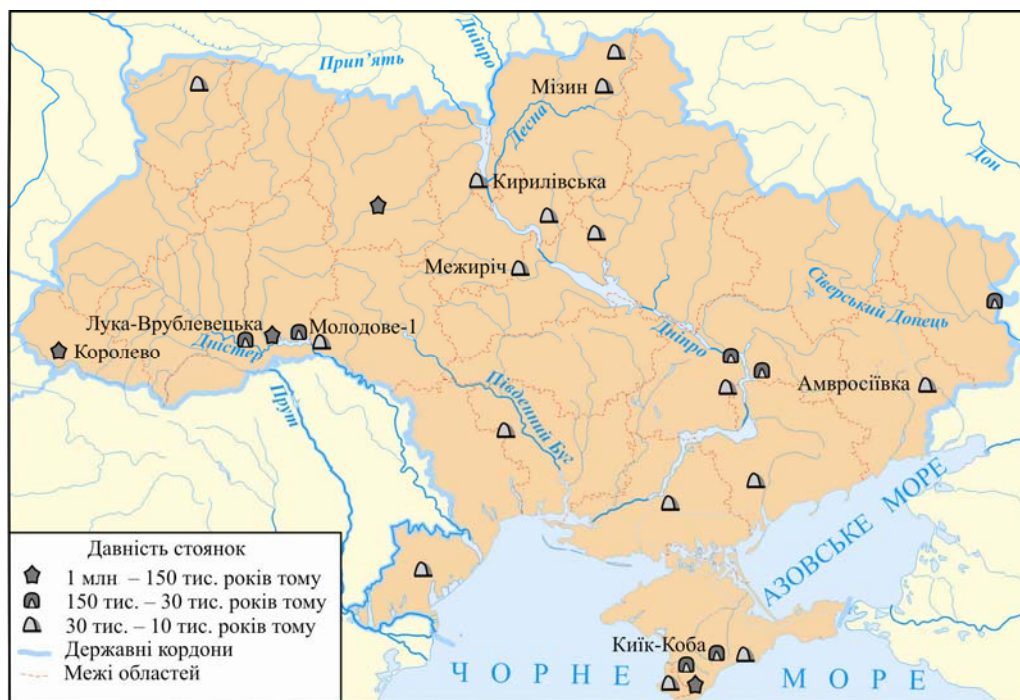 Дніпро
Прип’ять
Мізин
Десна
Дон
Кирилівська
Межиріч
Сіверський Донець
Лука-Врублевецька
Молодове-1
Дністер
Королево
Дніпро
Амвросіївка
Прут
Південний Буг
АЗОВСЬКЕ МОРЕ
Давність стоянок
1 млн – 150 тис. років тому
150 тис. – 30 тис. років тому
30 тис. – 10 тис. років тому
Державні кордони
Межі областей
Київ-Коба
ЧОРНЕ МОРЕ